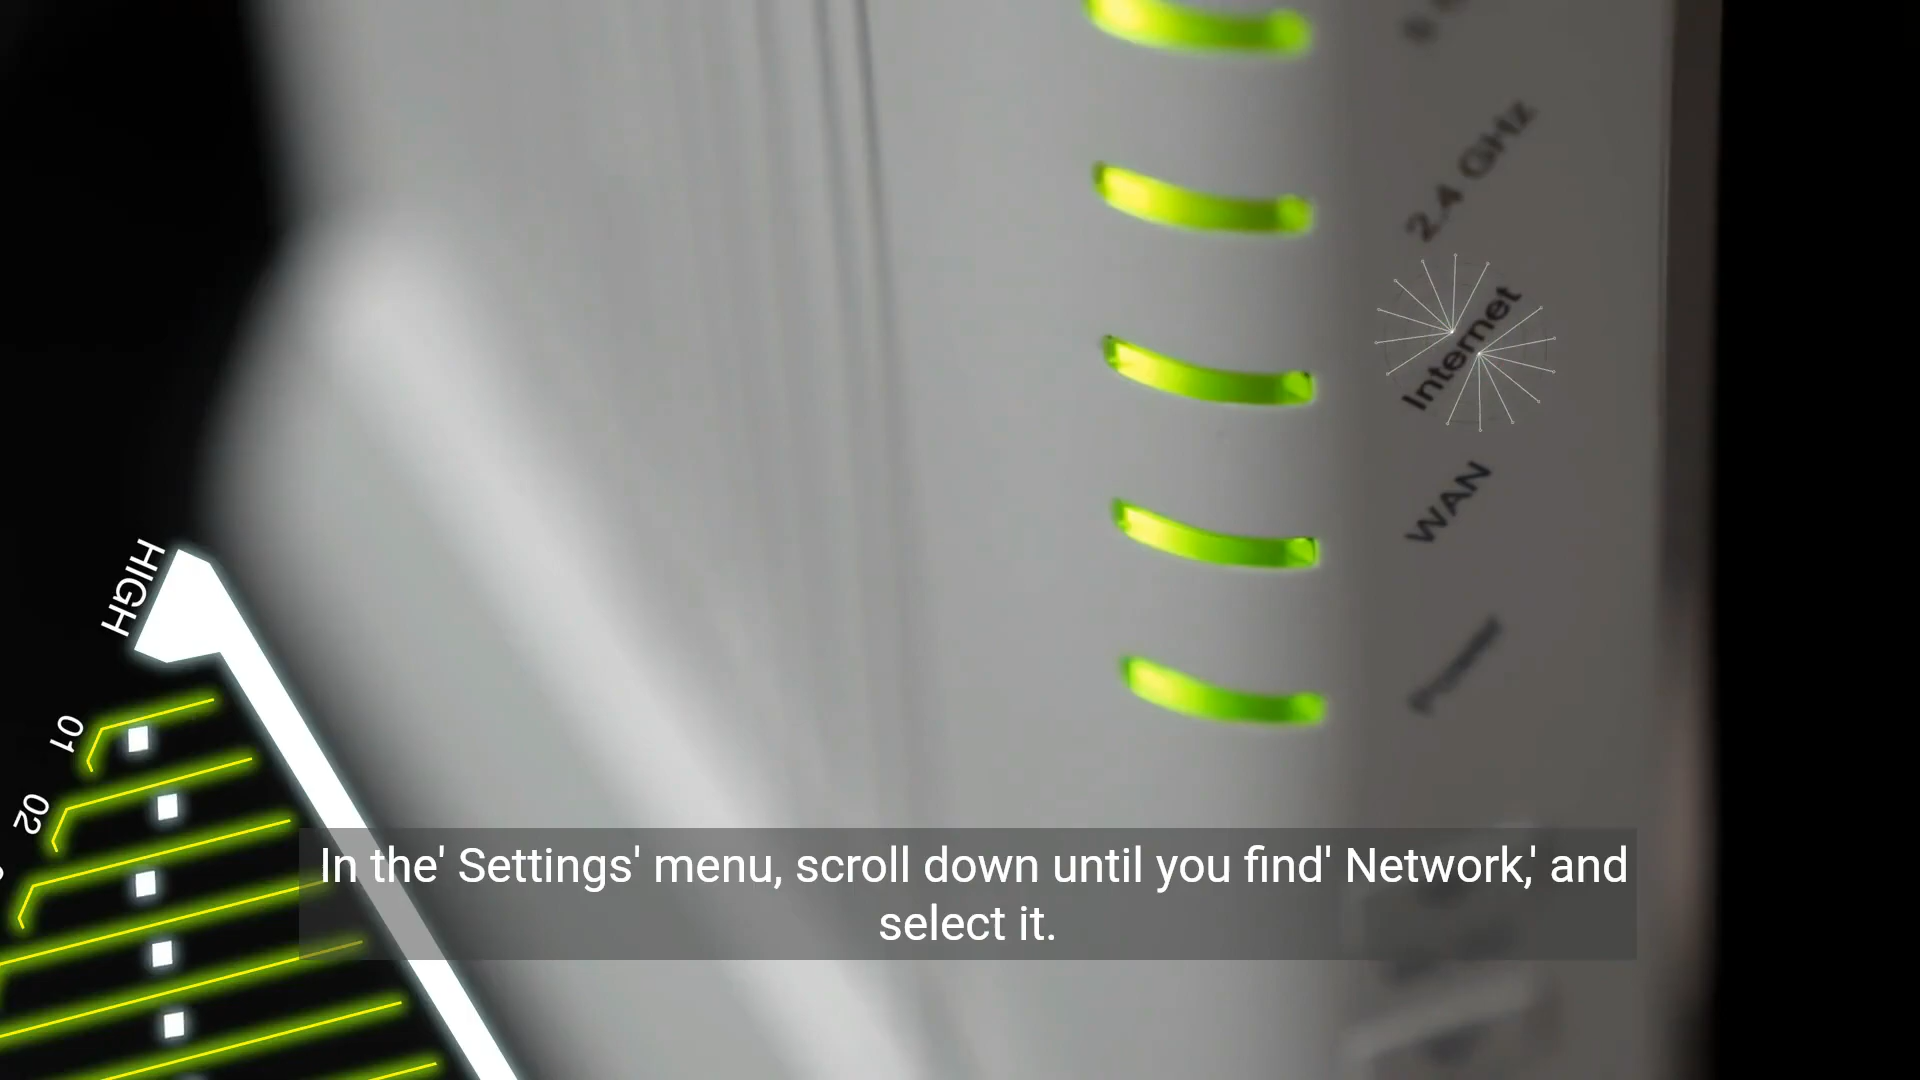 2.4 GHz
Internet
WAN
Power
HIGH
01
02
In the' Settings' menu, scroll down until you find' Network,' and
select it.